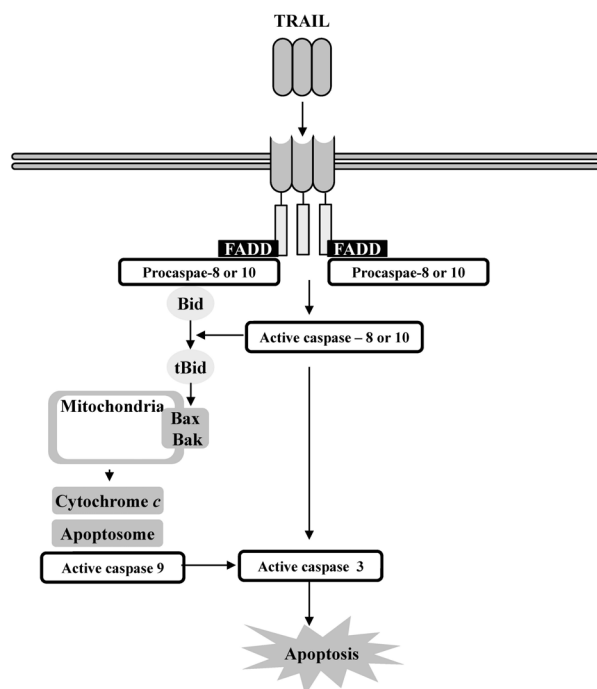 TRAIL
FADD
FADD
Procaspae-8 or 10
Procaspae-8 or 10
Bid
Active caspase – 8 or 10
tBid
Mitochondria
Bax
Bak
Cytochrome c
Apoptosome
Active caspase 9
Active caspase 3
Apoptosis